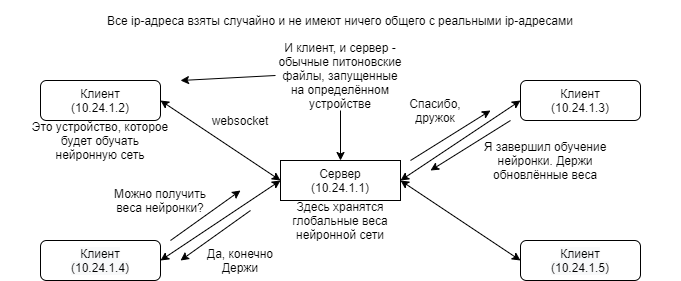 Все ip-адреса взяты случайно и не имеют ничего общего с реальными ip-адресами
И клиент, и сервер -
обычные питоновские
файлы, запущенные
на определённом
устройстве
Клиент
(10.24.1.2)
Это устройство, которое
будет обучать
нейронную сеть
websocket
Спасибо,
дружок
Клиент
(10.24.1.3)
Я завершил обучение
нейронки. Держи
обновлённые веса
Сервер
(10.24.1.1)
Здесь хранятся
глобальные веса
нейронной сети
Можно получить
веса нейронки?
Да, конечно
Держи
Клиент
(10.24.1.4)
Клиент
(10.24.1.5)